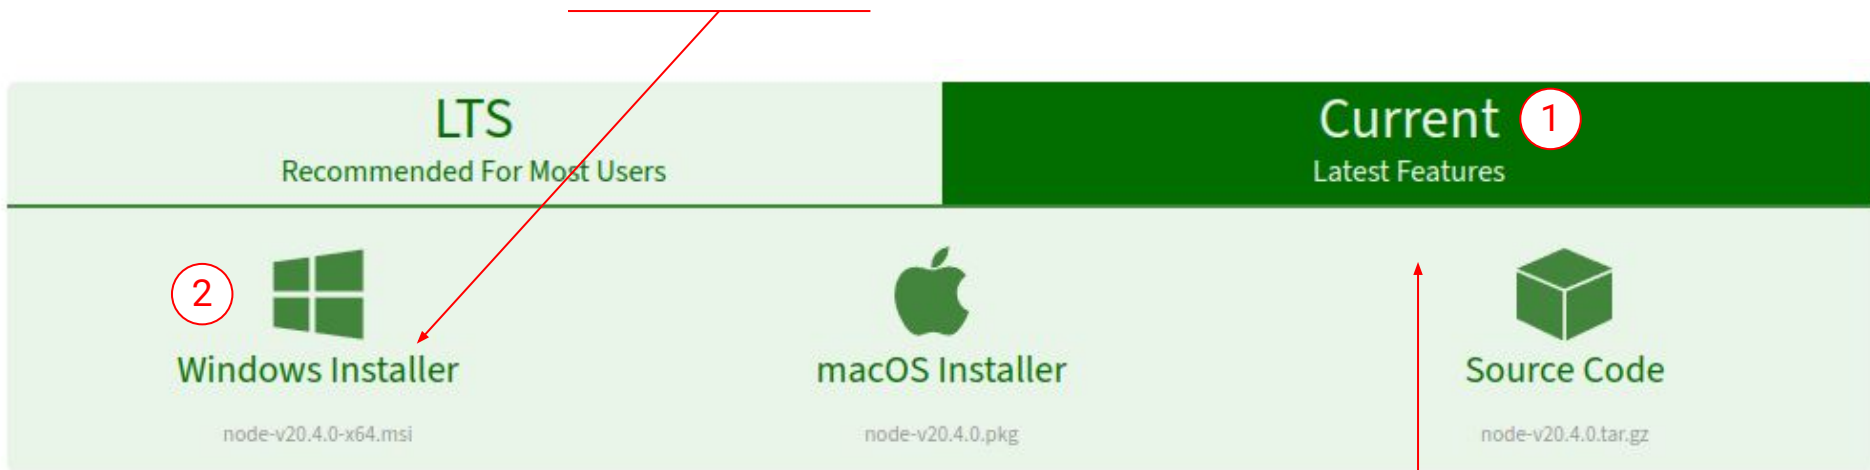 LTS
Recommended For Most Users
Current
1
Latest Features
2
Windows Installer
node-v20.4.0-x64.msi
macOS Installer
node-v20.4.0.pkg
Source Code
node-v20.4.0.tar.gz